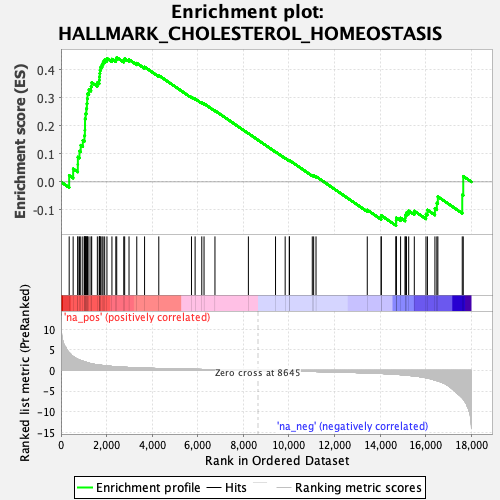 Enrichment plot:
HALLMARK_CHOLESTEROL_HOMEOSTASIS
Enrichment score (ES)
0.4
0.3
0.2
0.1
0.0
-0.1
'na_pos' (positively correlated)
Ranked list metric (PreRanked)
10
5
0
-5
-10
-15
Zero cross at 8645
'na_neg' (negatively correlated)
0
2,000
4,000
6,000
8,000
10,000
12,000
14,000
16,000
18,000
Rank in Ordered Dataset
Enrichment profile
Hits
Ranking metric scores